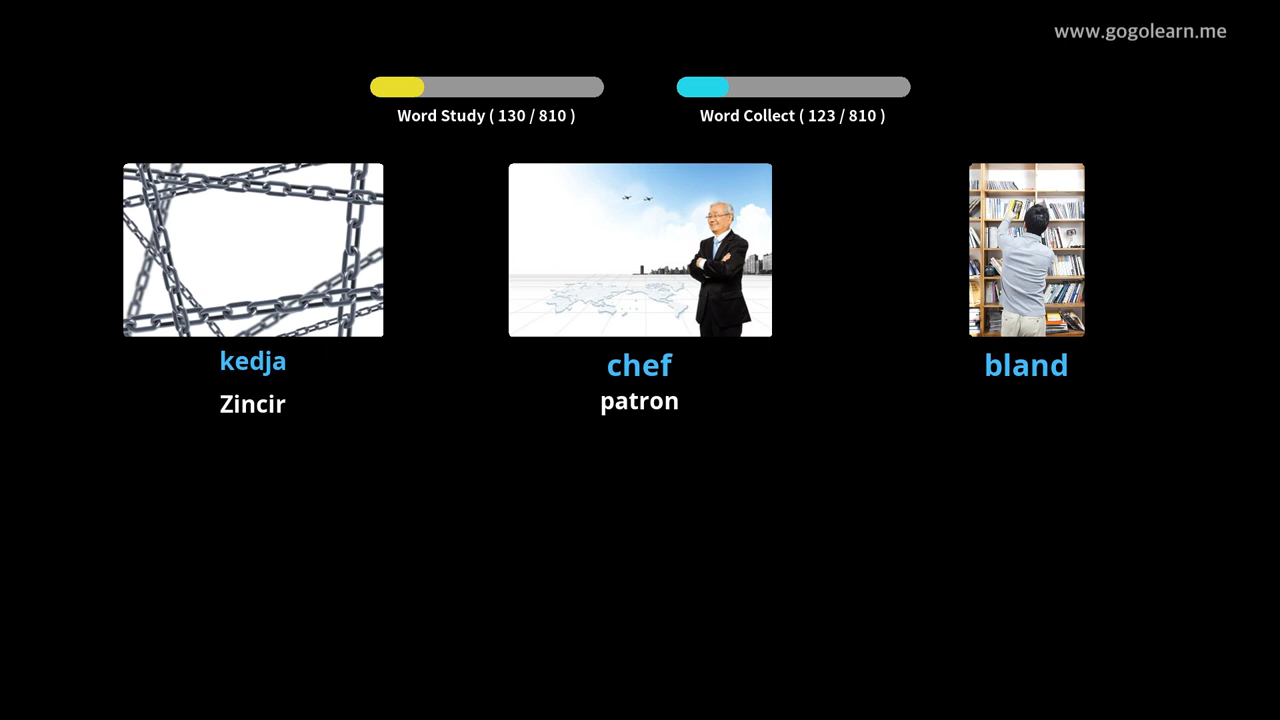 www.gogolearn.me
Word Study ( 130 / 810 )
Word Collect ( 123 / 810 )
kedja
Zincir
chef
patron
bland